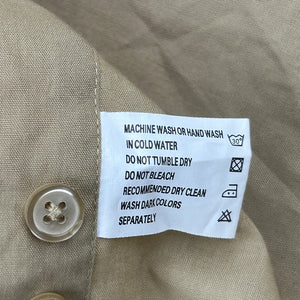 MACHINE WASH OR HAND WASH
IN COLD WATER
DO NOT TUMBLE DRY
DO NOT BLEACH
RECOMMENDED DRY CLEAN
WASH DARK COLORS
SEPARATELY
30°